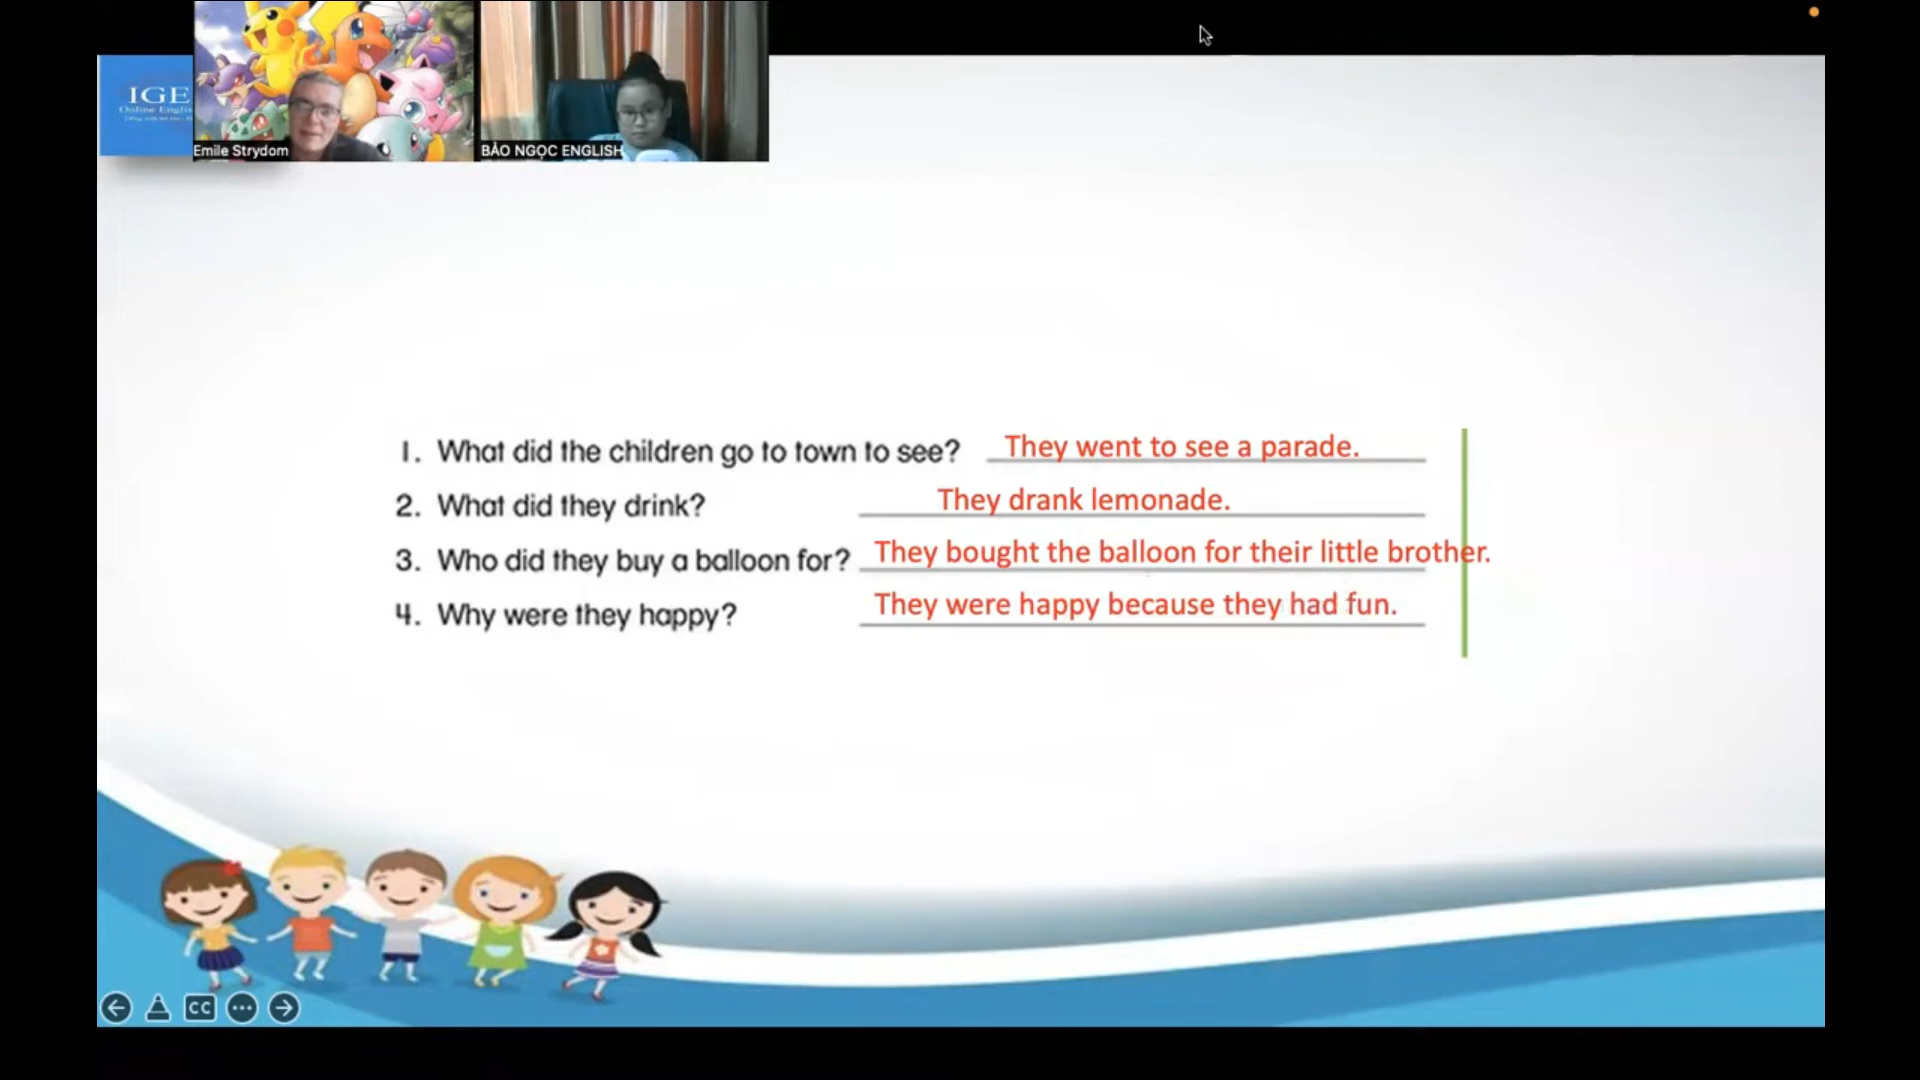 IGE
Online Englis
Emile Strydom
BẢO NGỌC ENGLISH
1. What did the children go to town to see? They went to see a parade.
2. What did they drink? They drank lemonade.
3. Who did they buy a balloon for? They bought the balloon for their little brother.
4. Why were they happy? They were happy because they had fun.
CC